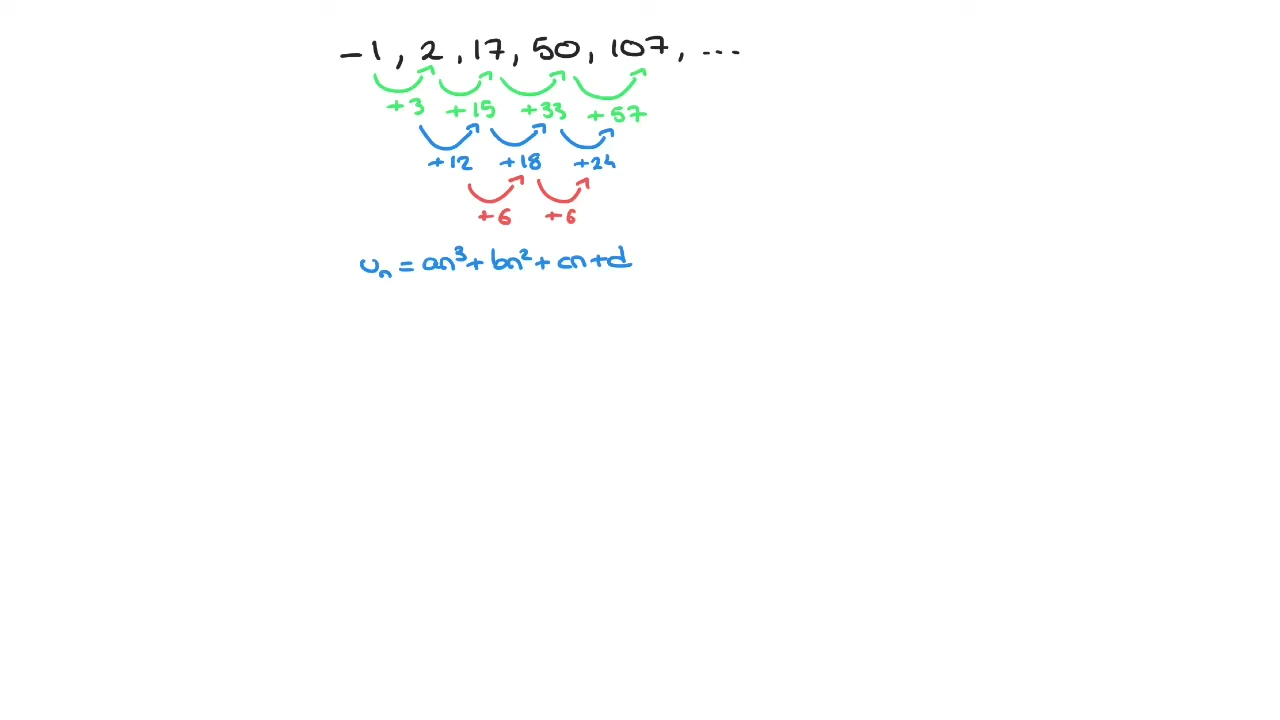 -1, 2, 17, 50, 107, ...
+3 +15 +33 +57
+12 +18 +24
+6 +6
uₙ = an³ + bn² + cn + d